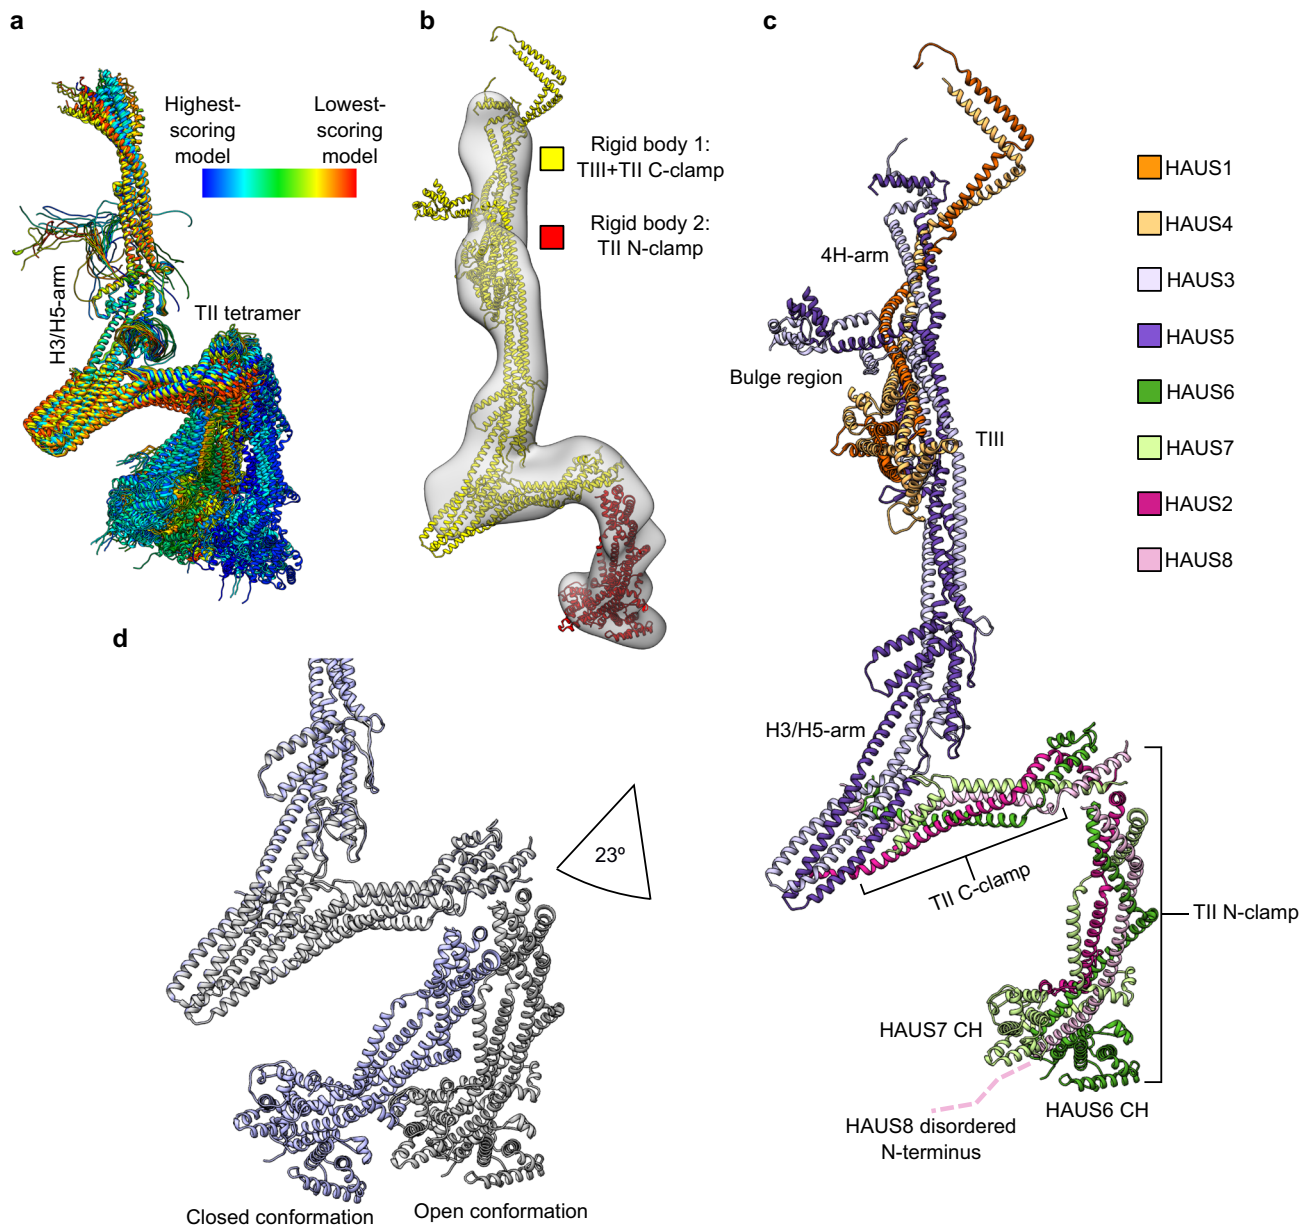 a
Highest-
scoring
model
Lowest-
scoring
model
H3/H5-arm
TII tetramer
b
Rigid body 1:
TIII+TII C-clamp
Rigid body 2:
TII N-clamp
c
4H-arm
Bulge region
TIII
H3/H5-arm
TII C-clamp
TII N-clamp
HAUS7 CH
HAUS6 CH
HAUS8 disordered
N-terminus
HAUS1
HAUS4
HAUS3
HAUS5
HAUS6
HAUS7
HAUS2
HAUS8
d
23º
Closed conformation
Open conformation